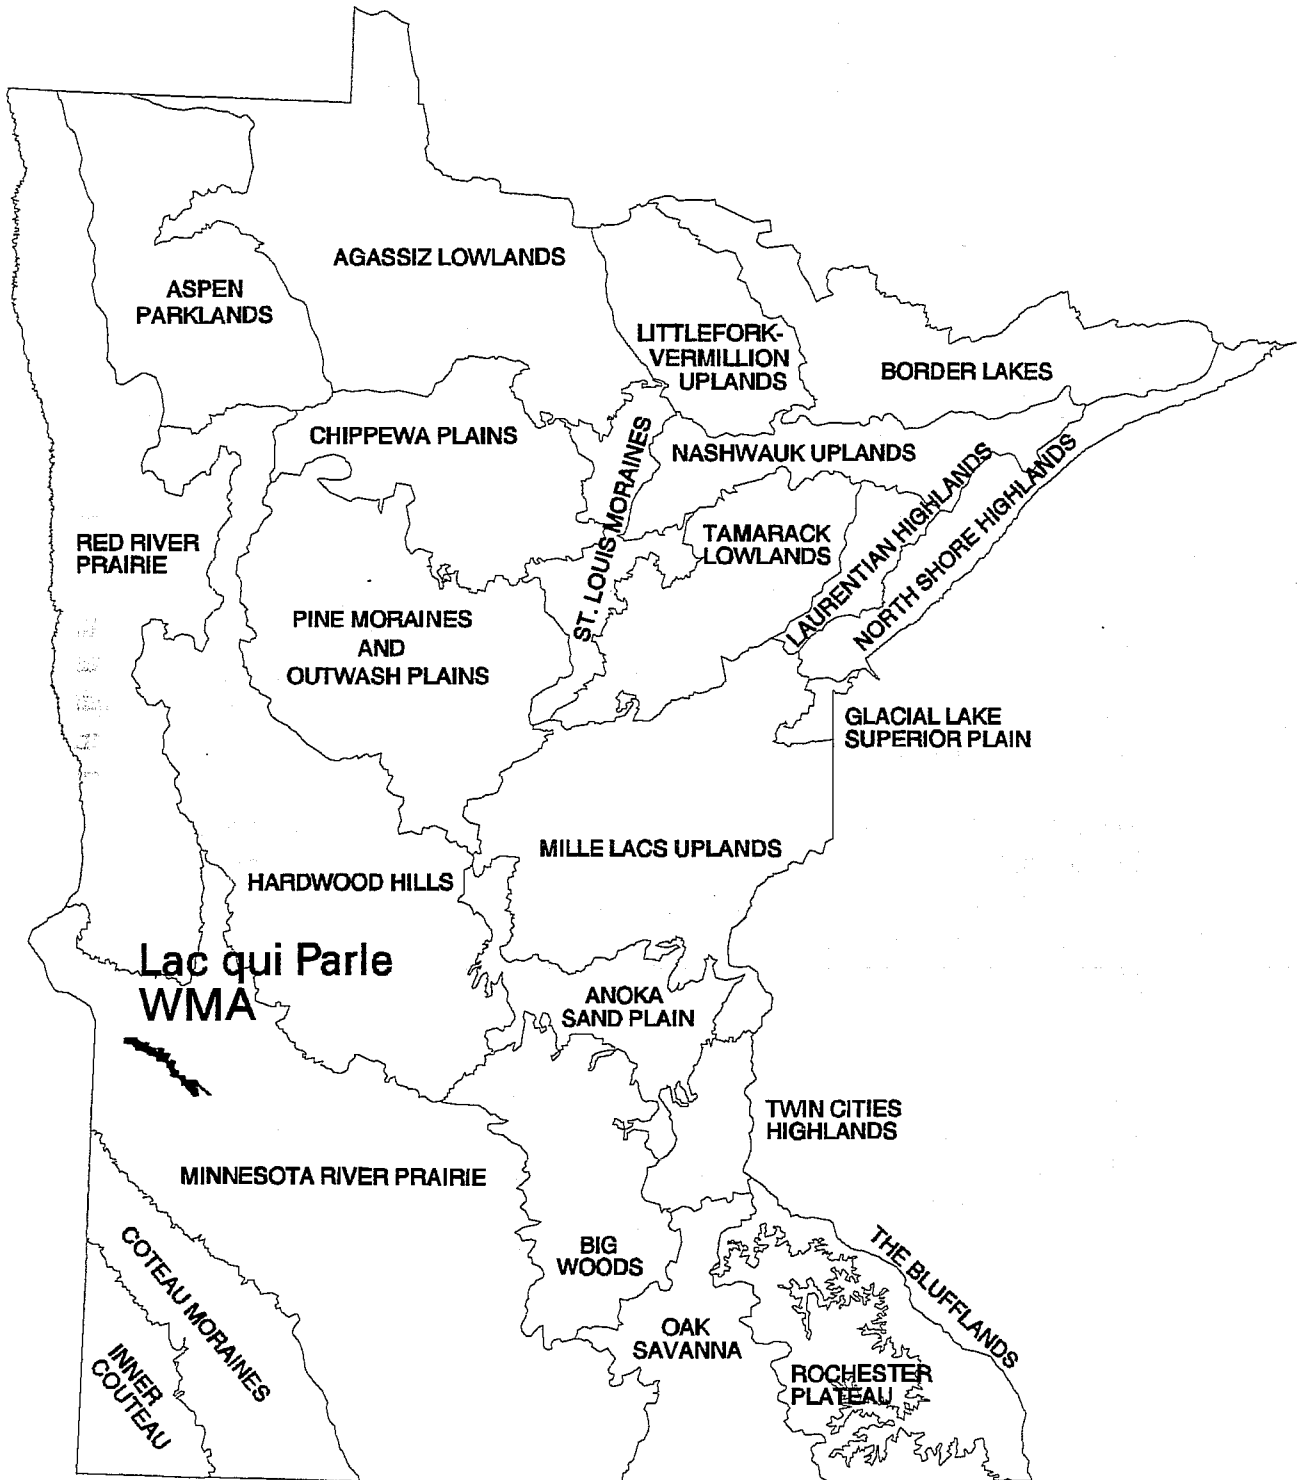 AGASSIZ LOWLANDS
ASPEN
PARKLANDS
LITTLEFORK-
VERMILLION
UPLANDS
BORDER LAKES
CHIPPEWA PLAINS
ST. LOUIS MORAINES
NASHWAUK UPLANDS
LAURENTIAN HIGHLANDS
NORTH SHORE HIGHLANDS
RED RIVER
PRAIRIE
TAMARACK
LOWLANDS
PINE MORAINES
AND
OUTWASH PLAINS
GLACIAL LAKE
SUPERIOR PLAIN
MILLE LACS UPLANDS
HARDWOOD HILLS
Lac qui Parle
WMA
ANOKA
SAND PLAIN
TWIN CITIES
HIGHLANDS
MINNESOTA RIVER PRAIRIE
COTEAU MORAINES
BIG
WOODS
THE BLUFFLANDS
OAK
SAVANNA
INNER
COUTEAU
ROCHESTER
PLATEAU